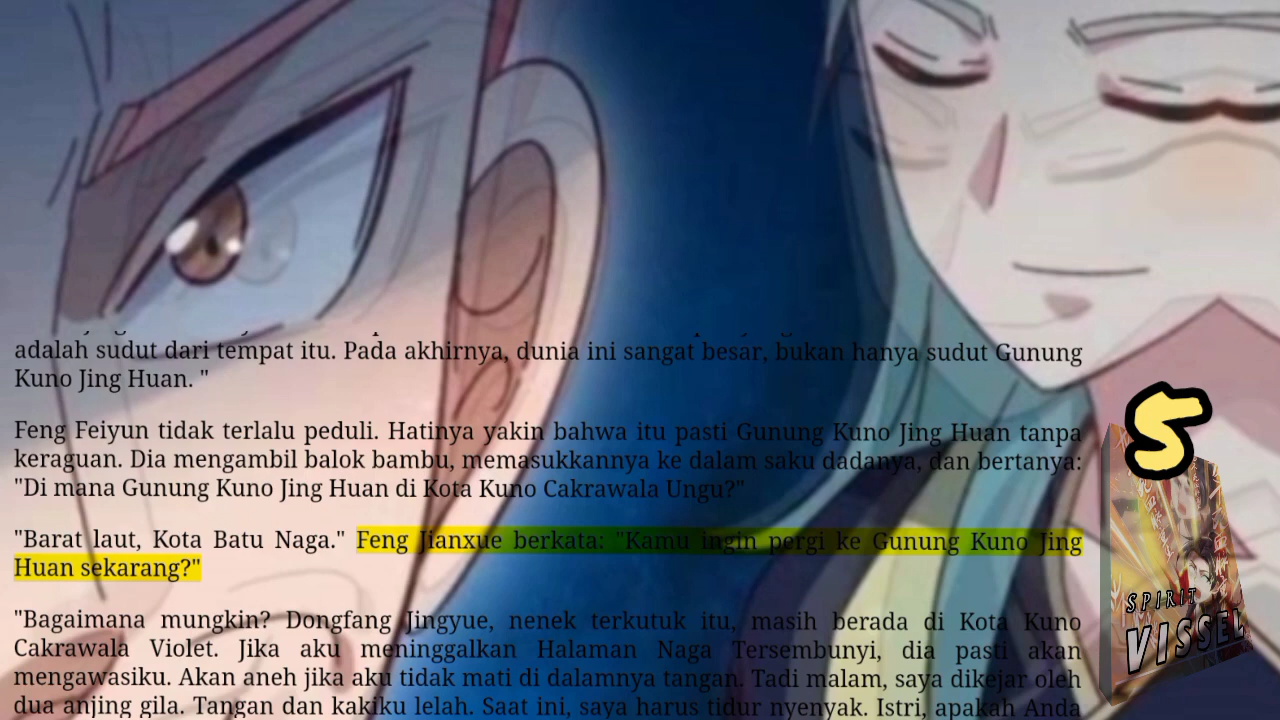 adalah sudut dari tempat itu. Pada akhirnya, dunia ini sangat besar, bukan hanya sudut Gunung
Kuno Jing Huan. "
Feng Feiyun tidak terlalu peduli. Hatinya yakin bahwa itu pasti Gunung Kuno Jing Huan tanpa
keraguan. Dia mengambil balok bambu, memasukkannya ke dalam saku dadanya, dan bertanya:
"Di mana Gunung Kuno Jing Huan di Kota Kuno Cakrawala Ungu?"
"Barat laut, Kota Batu Naga." Feng Jianxue berkata: "Kamu ingin pergi ke Gunung Kuno Jing
Huan sekarang?"
"Bagaimana mungkin? Dongfang Jingyue, nenek terkutuk itu, masih berada di Kota Kuno
Cakrawala Violet. Jika aku meninggalkan Halaman Naga Tersembunyi, dia pasti akan
mengawasiku. Akan aneh jika aku tidak mati di dalamnya tangan. Tadi malam, saya dikejar oleh
dua anjing gila. Tangan dan kakiku lelah. Saat ini, saya harus tidur nyenyak. Istri, apakah Anda
S
SPIRIT
VISSEL